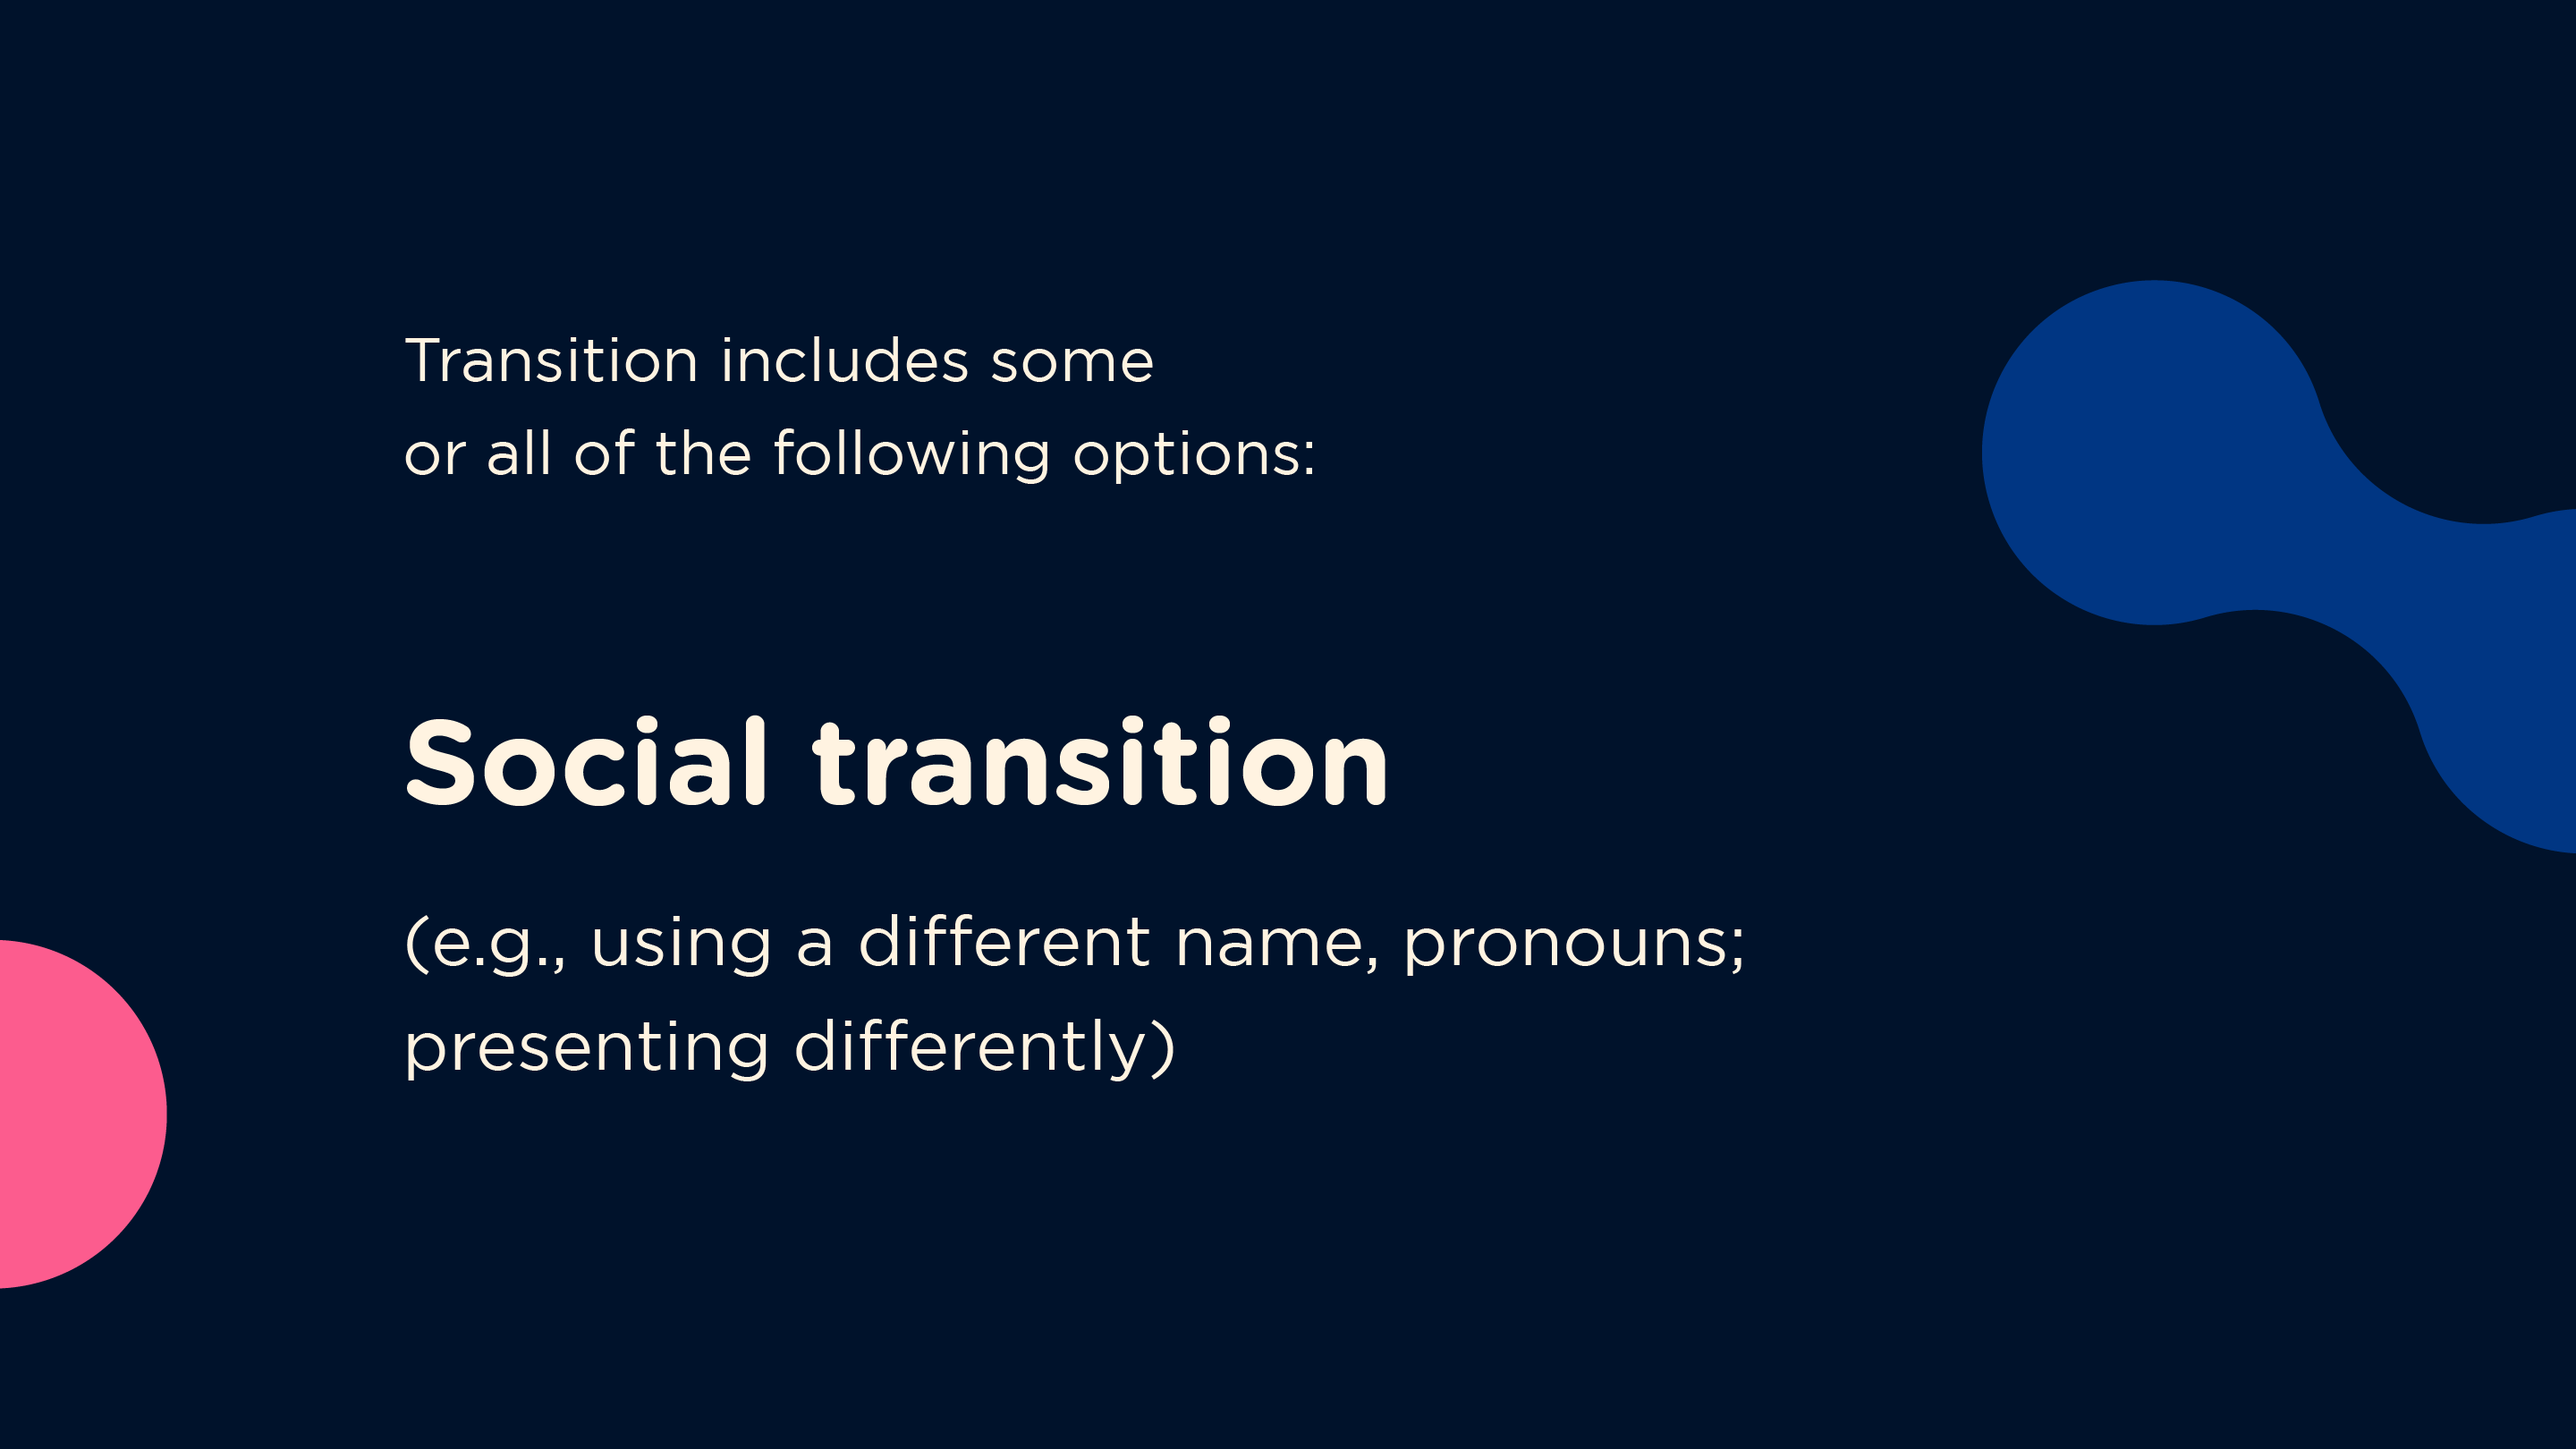 Transition includes some
or all of the following options:
Social transition
(e.g., using a different name, pronouns;
presenting differently)